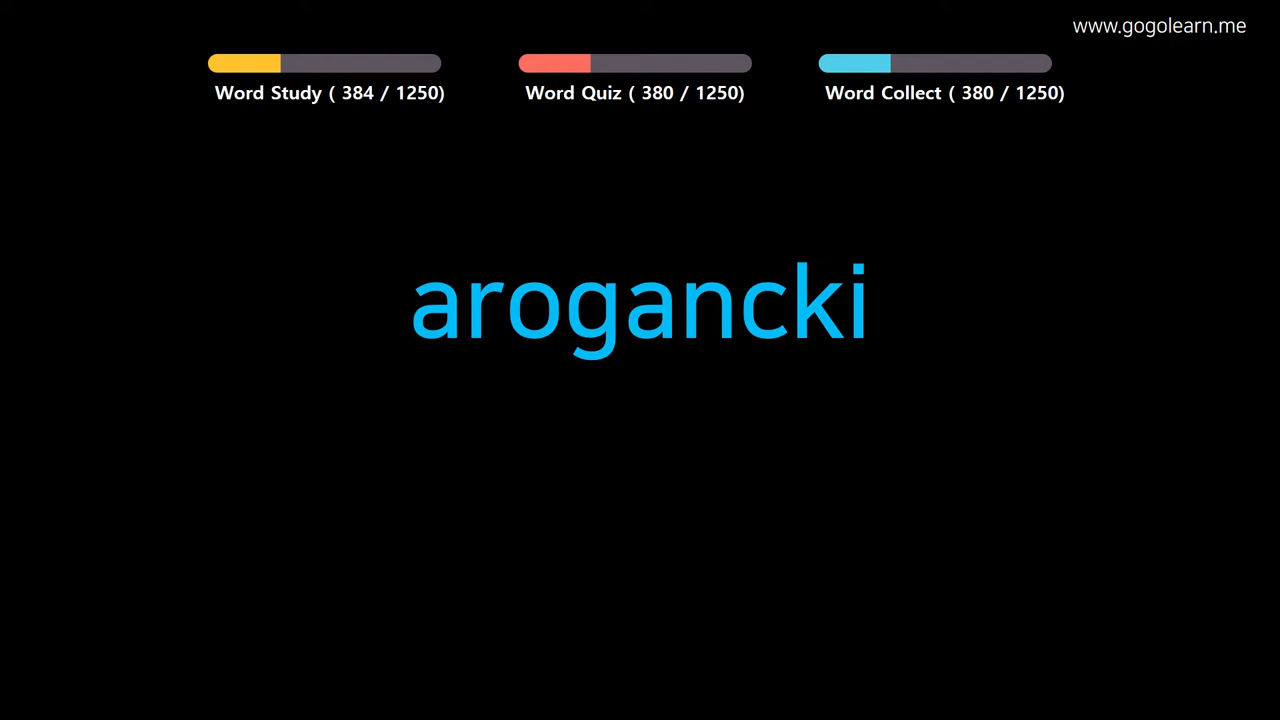 www.gogolearn.me
Word Study ( 384 / 1250)
Word Quiz ( 380 / 1250)
Word Collect ( 380 / 1250)
arogancki